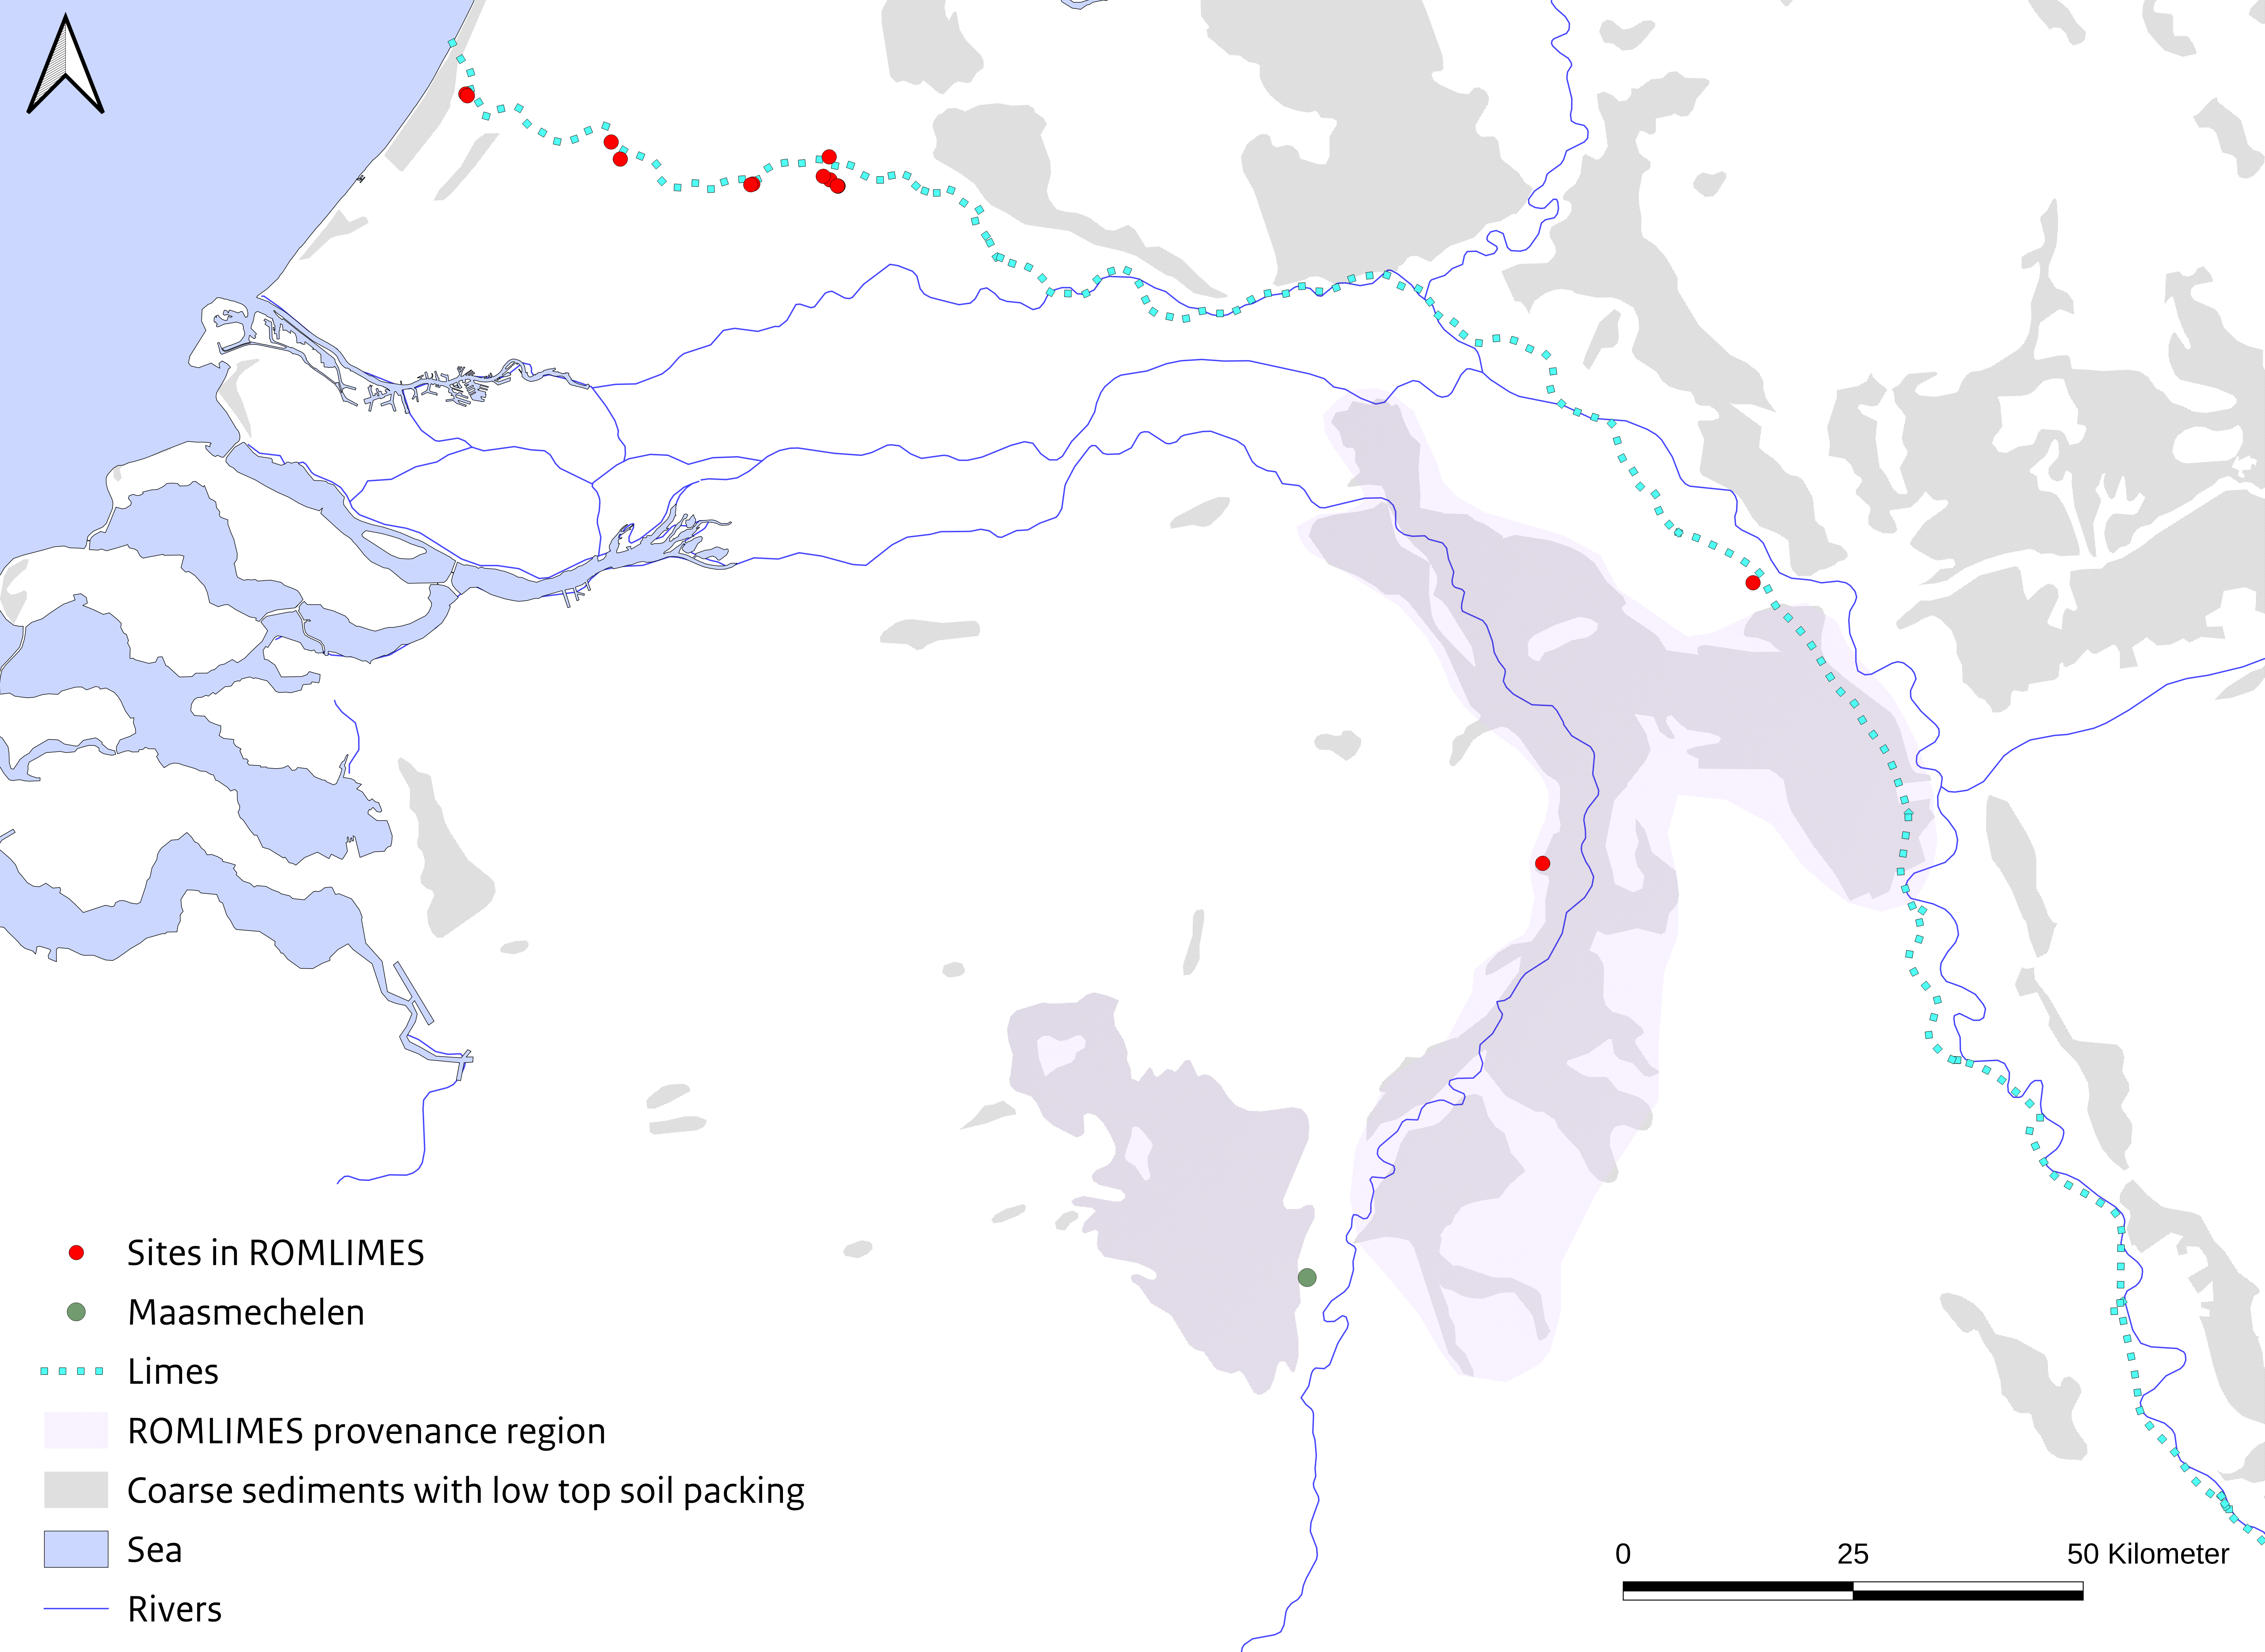 Sites in ROMLIMES
Maasmechelen
Limes
ROMLIMES provenance region
Coarse sediments with low top soil packing
Sea
Rivers
0 25 50 Kilometer